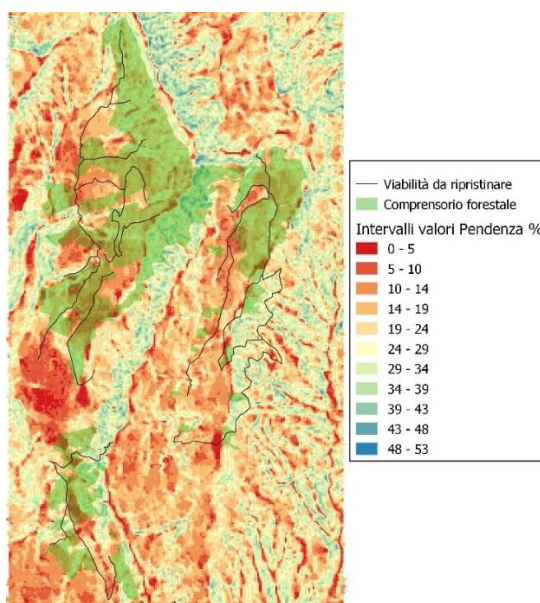 Viabilità da ripristinare
Comprensorio forestale
Intervalli valori Pendenza %
0 - 5
5 - 10
10 - 14
14 - 19
19 - 24
24 - 29
29 - 34
34 - 39
39 - 43
43 - 48
48 - 53